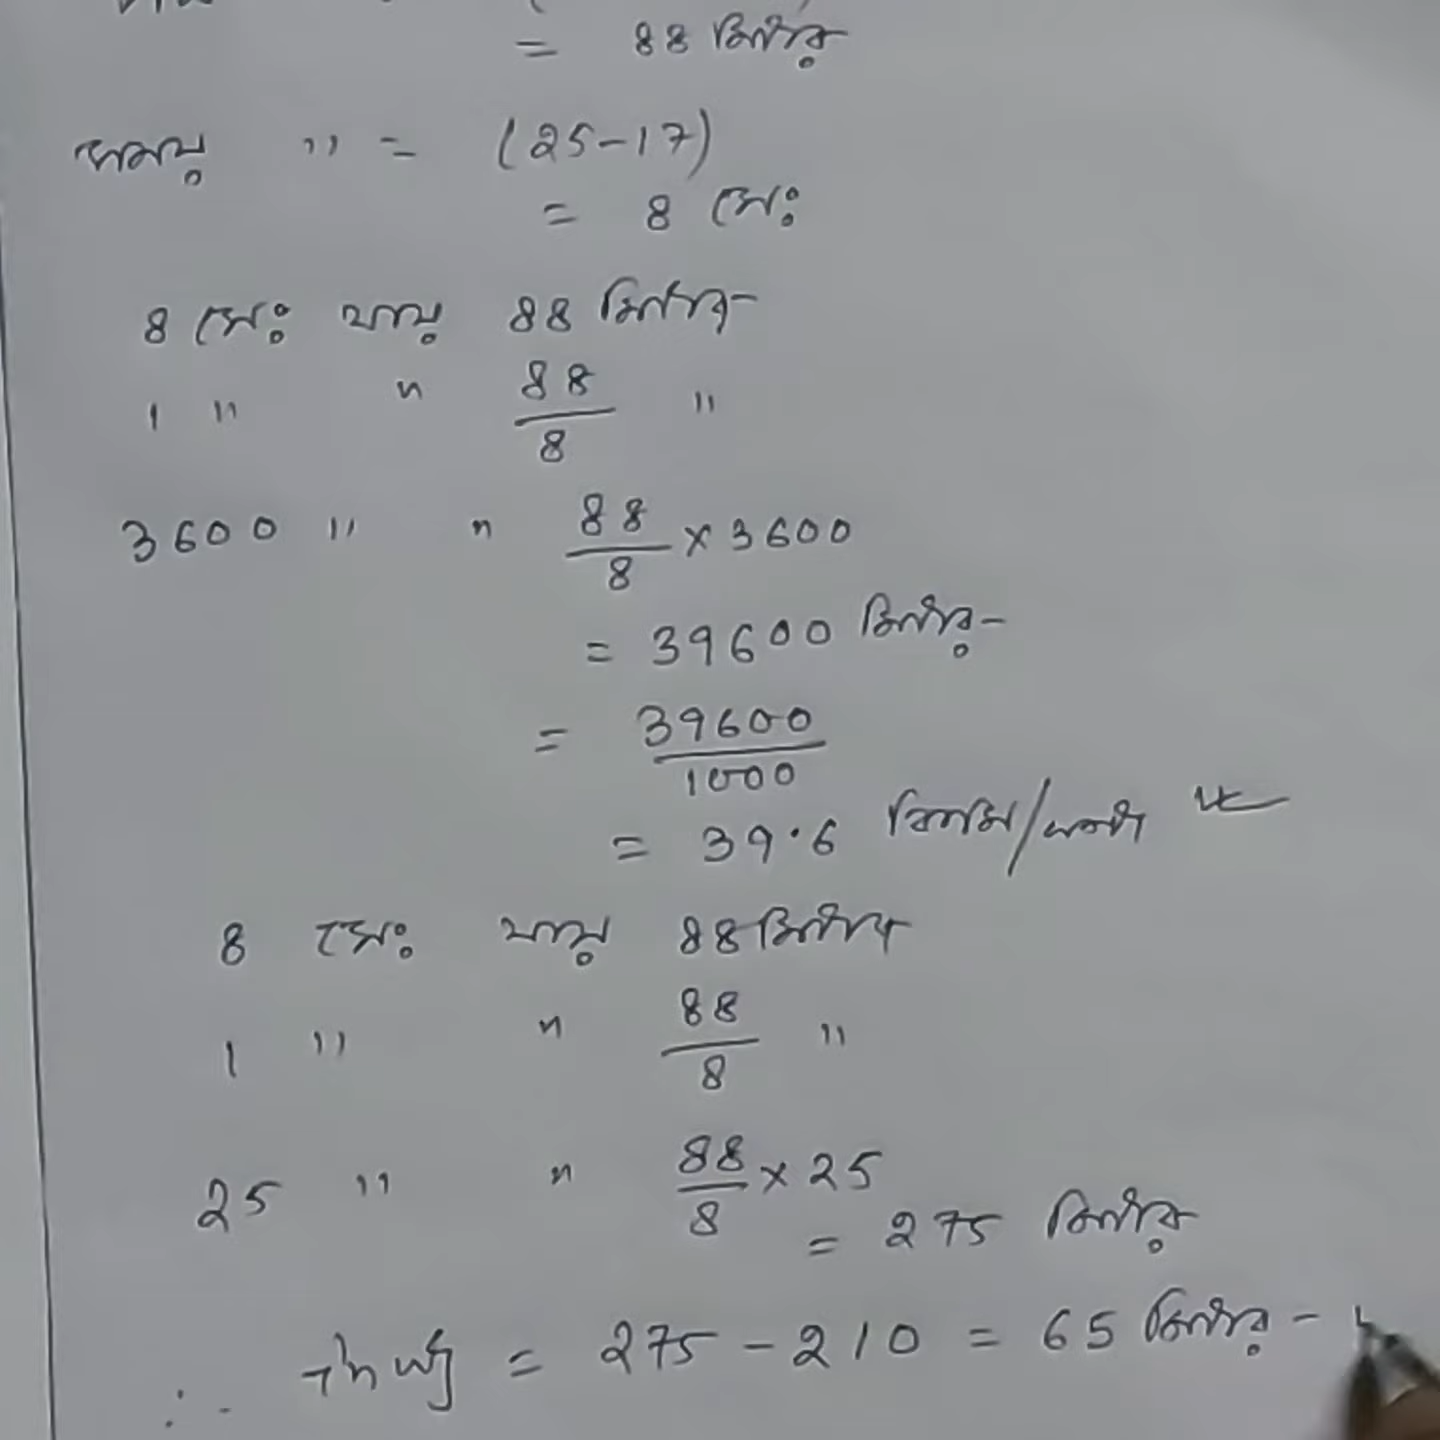 = 88 মিটার
সময় " = (25-17)
= 8 সেঃ
8 সেঃ যায় 88 মিটার
1 " " 88/8 "
3600 " " 88/8 × 3600
= 39600 মিটার
= 39600/1000
= 39.6 কিমি/ঘন্টা
8 সেঃ যায় 88 মিটার
1 " " 88/8 "
25 " " 88/8 × 25
= 275 মিটার
∴ দৈর্ঘ্য = 275 - 210 = 65 মিটার